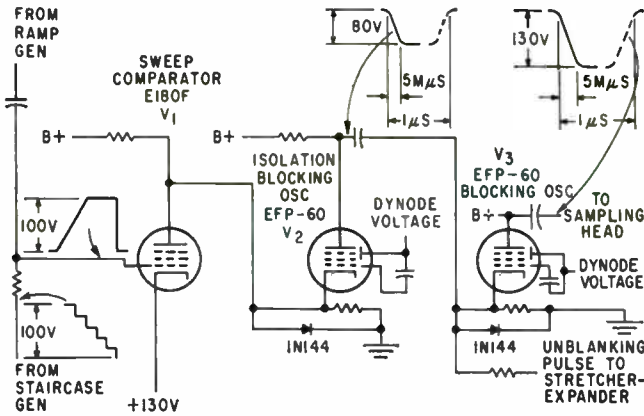 FROM
RAMP
GEN
SWEEP
COMPARATOR
E180F
V1
B+
100V
100V
FROM
STAIRCASE
GEN
+130V
B+
ISOLATION
BLOCKING
OSC
EFP-60
V2
DYNODE
VOLTAGE
1N144
80V
5MμS
1μS
130V
5MμS
1μS
V3
EFP-60
BLOCKING OSC
B+
TO
SAMPLING
HEAD
DYNODE
VOLTAGE
1N144
UNBLANKING
PULSE TO
STRETCHER-
EXPANDER